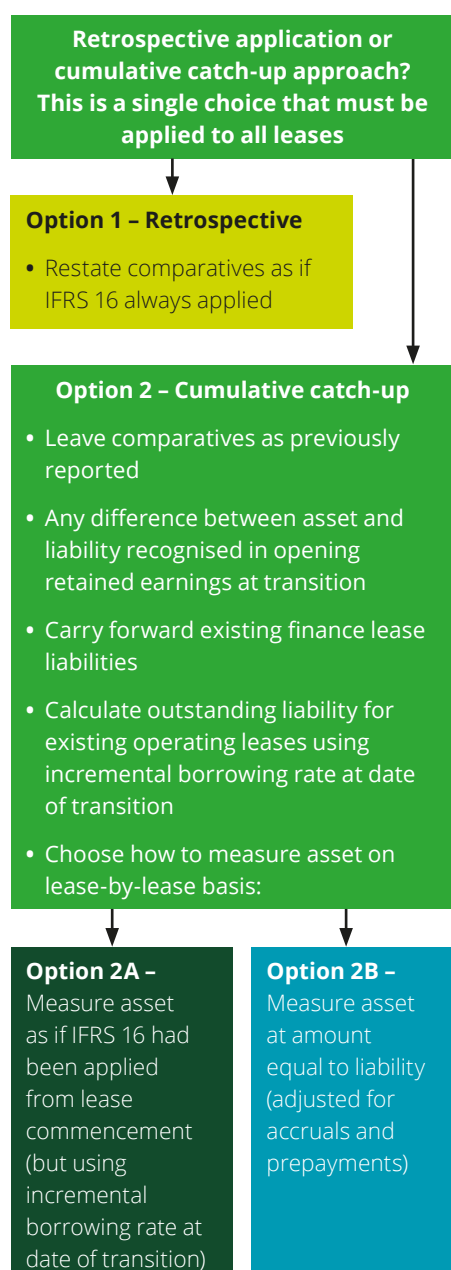 Retrospective application or
cumulative catch-up approach?
This is a single choice that must be
applied to all leases
Option 1 – Retrospective
• Restate comparatives as if
IFRS 16 always applied
Option 2 – Cumulative catch-up
• Leave comparatives as previously
reported
• Any difference between asset and
liability recognised in opening
retained earnings at transition
• Carry forward existing finance lease
liabilities
• Calculate outstanding liability for
existing operating leases using
incremental borrowing rate at date
of transition
• Choose how to measure asset on
lease-by-lease basis:
Option 2A –
Measure asset
as if IFRS 16 had
been applied
from lease
commencement
(but using
incremental
borrowing rate at
date of transition)
Option 2B –
Measure asset
at amount
equal to liability
(adjusted for
accruals and
prepayments)